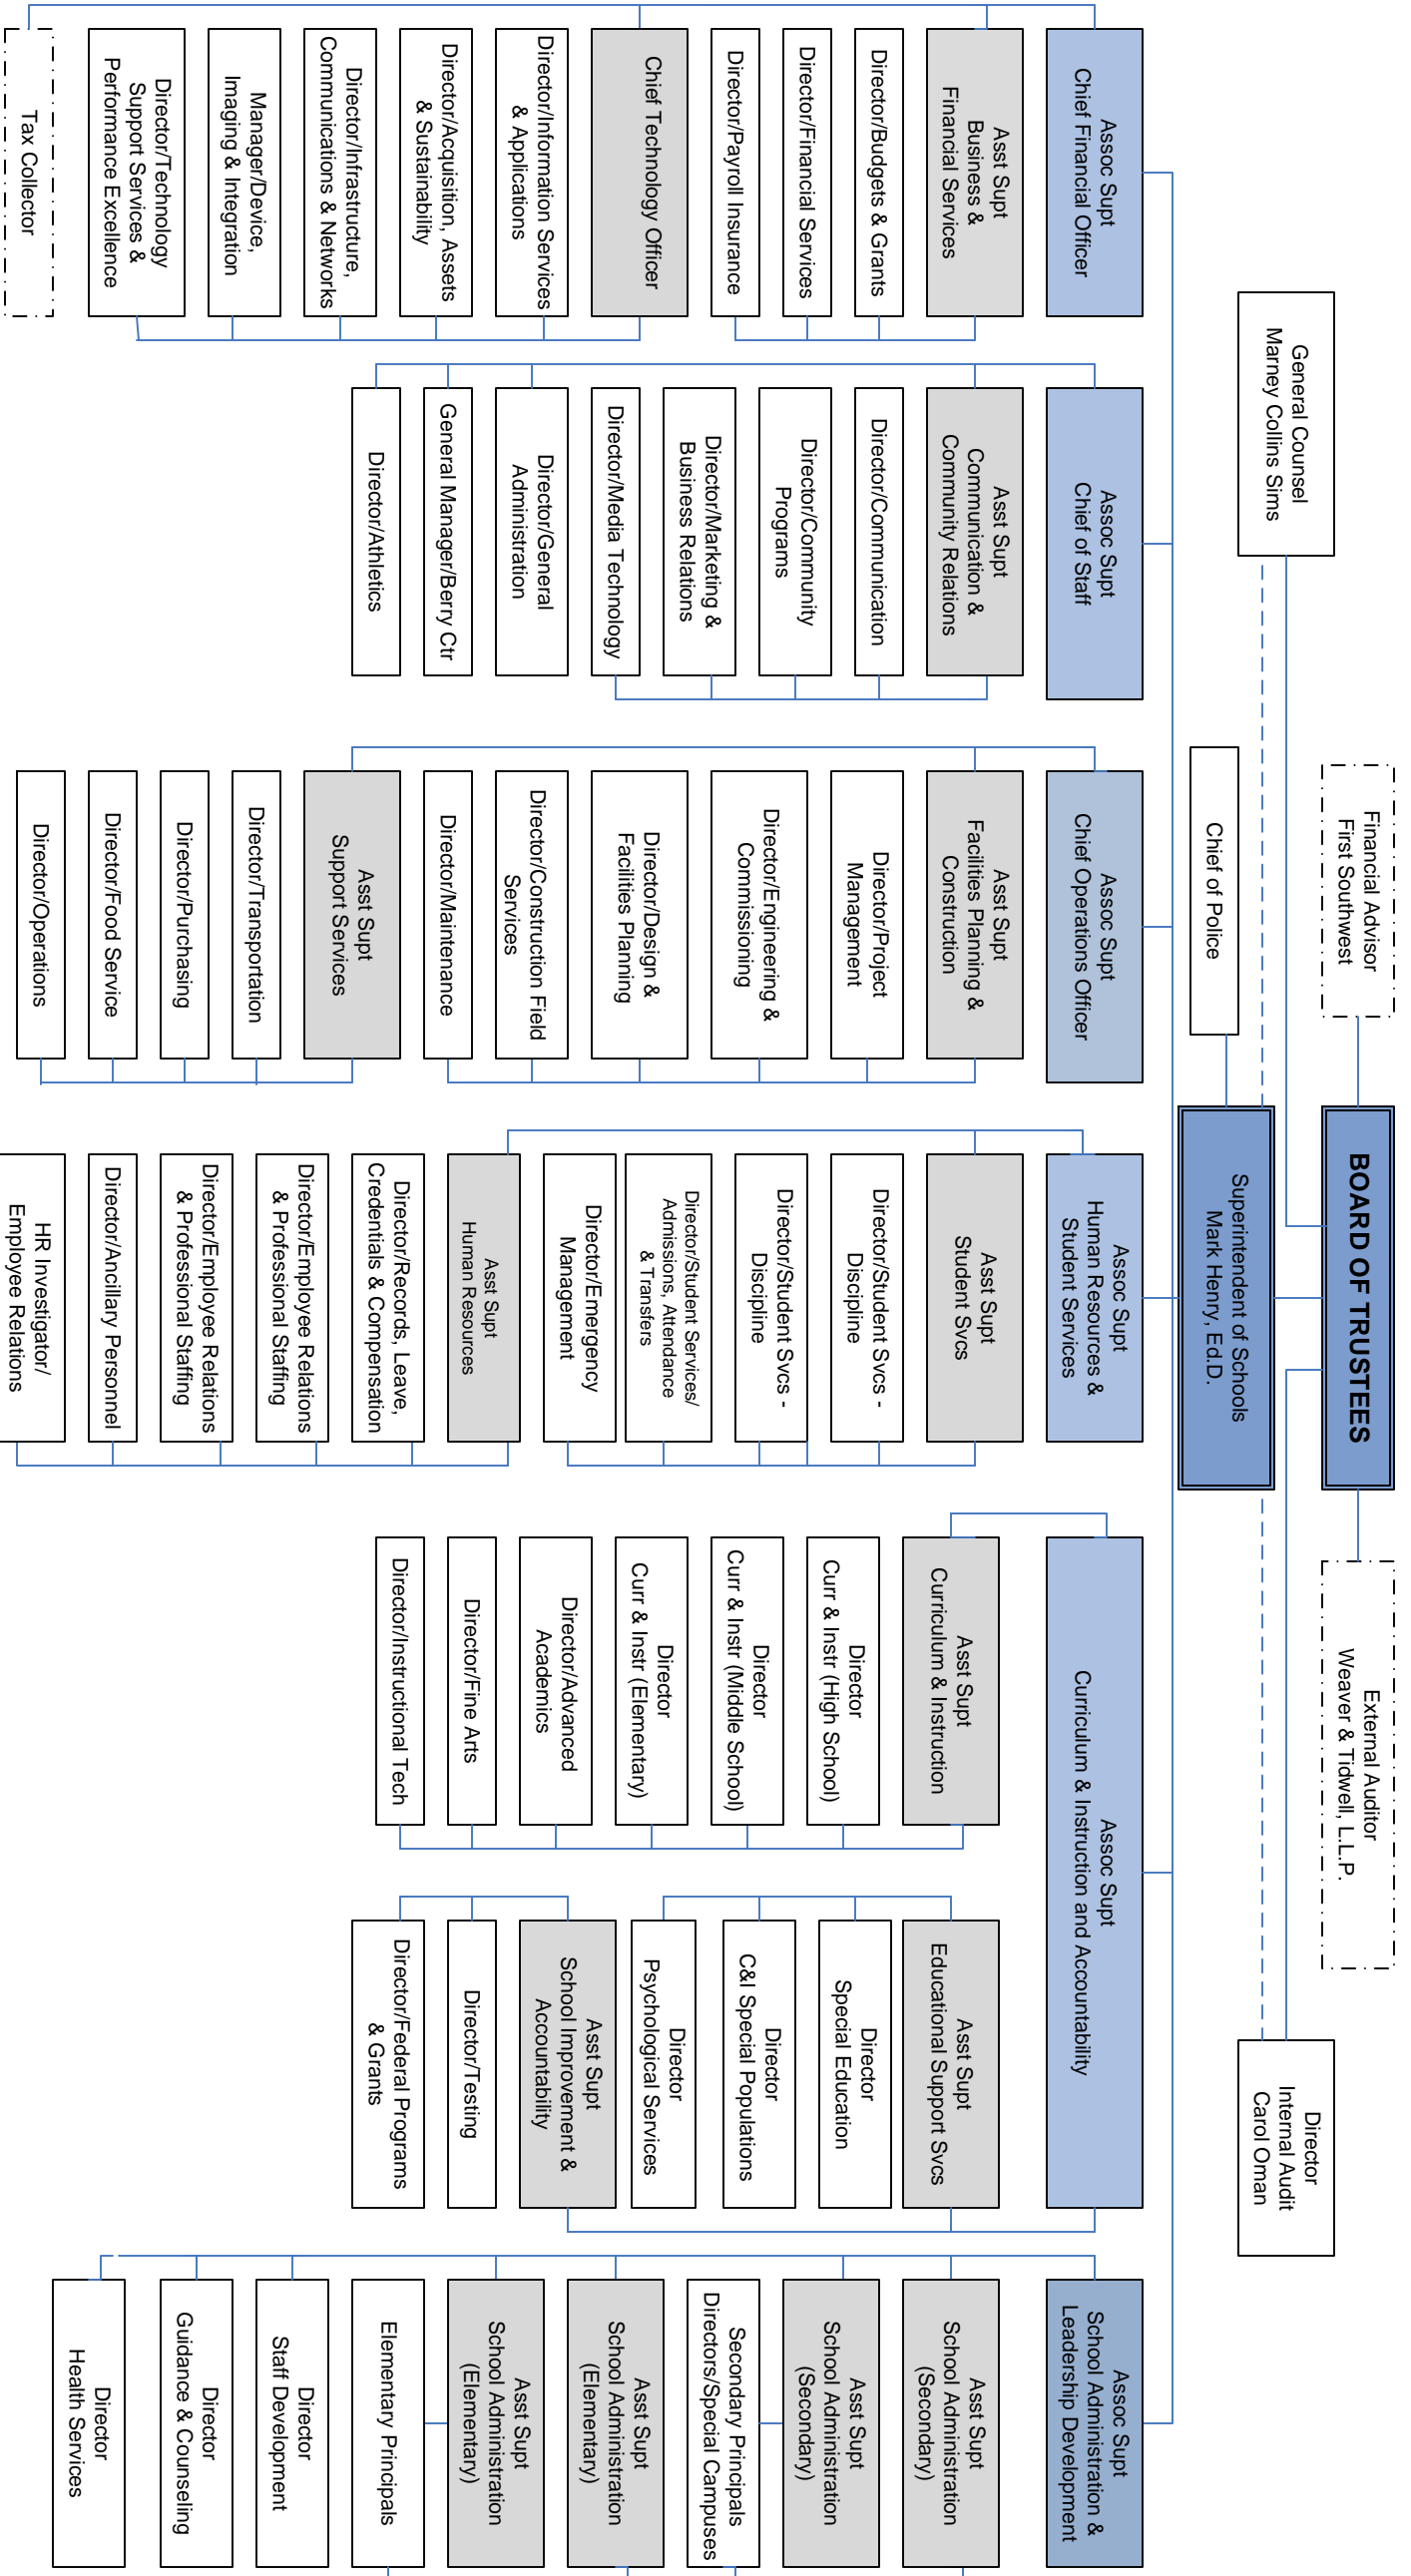 Financial Advisor
First Southwest
BOARD OF TRUSTEES
External Auditor
Weaver & Tidwell, L.L.P.
General Counsel
Marney Collins Sims
Director
Internal Audit
Carol Oman
Chief of Police
Superintendent of Schools
Mark Henry, Ed.D.
Assoc Supt
Chief Financial Officer
Asst Supt
Business &
Financial Services
Director/Budgets & Grants
Director/Financial Services
Director/Payroll Insurance
Chief Technology Officer
Director/Information Services
& Applications
Director/Acquisition, Assets
& Sustainability
Director/Infrastructure,
Communications & Networks
Manager/Device,
Imaging & Integration
Director/Technology
Support Services &
Performance Excellence
Tax Collector
Assoc Supt
Chief of Staff
Asst Supt
Communication &
Community Relations
Director/Communication
Director/Community
Programs
Director/Marketing &
Business Relations
Director/Media Technology
Director/General
Administration
General Manager/Berry Ctr
Director/Athletics
Assoc Supt
Chief Operations Officer
Asst Supt
Facilities Planning &
Construction
Director/Project
Management
Director/Engineering &
Commissioning
Director/Design &
Facilities Planning
Director/Construction Field
Services
Director/Maintenance
Asst Supt
Support Services
Director/Transportation
Director/Purchasing
Director/Food Service
Director/Operations
Assoc Supt
Human Resources &
Student Services
Asst Supt
Student Svcs
Director/Student Svcs -
Discipline
Director/Student Svcs -
Discipline
Director/Student Services/
Admissions, Attendance
& Transfers
Director/Emergency
Management
Asst Supt
Human Resources
Director/Records, Leave,
Credentials & Compensation
Director/Employee Relations
& Professional Staffing
Director/Employee Relations
& Professional Staffing
Director/Ancillary Personnel
HR Investigator/
Employee Relations
Assoc Supt
Curriculum & Instruction and Accountability
Asst Supt
Curriculum & Instruction
Director
Curr & Instr (High School)
Director
Curr & Instr (Middle School)
Director
Curr & Instr (Elementary)
Director/Advanced
Academics
Director/Fine Arts
Director/Instructional Tech
Asst Supt
Educational Support Svcs
Director
Special Education
Director
C&I Special Populations
Director
Psychological Services
Asst Supt
School Improvement &
Accountability
Director/Testing
Director/Federal Programs
& Grants
Assoc Supt
School Administration &
Leadership Development
Asst Supt
School Administration
(Secondary)
Asst Supt
School Administration
(Secondary)
Secondary Principals
Directors/Special Campuses
Asst Supt
School Administration
(Elementary)
Asst Supt
School Administration
(Elementary)
Elementary Principals
Director
Staff Development
Director
Guidance & Counseling
Director
Health Services